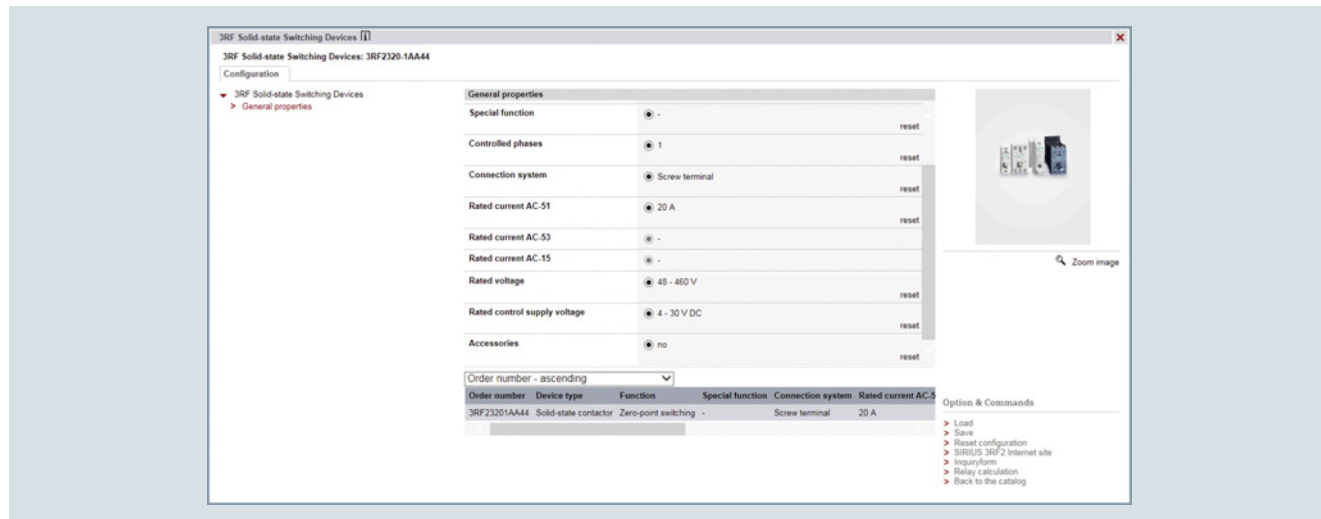 3RF Solid-state Switching Devices
3RF Solid-state Switching Devices: 3RF2320-1AA44
Configuration
3RF Solid-state Switching Devices
> General properties
General properties
Special function -
reset
Controlled phases 1
reset
Connection system Screw terminal
reset
Rated current AC-51 20 A
reset
Rated current AC-53 -
Rated current AC-15 -
Rated voltage 48 - 460 V
reset
Rated control supply voltage 4 - 30 V DC
reset
Accessories no
reset
Zoom image
Order number - ascending
Order number Device type Function Special function Connection system Rated current AC-5
3RF23201AA44 Solid-state contactor Zero-point switching - Screw terminal 20 A
Option & Commands
> Load
> Save
> Reset configuration
> SIRIUS 3RF2 Internet site
> Inquiryform
> Relay calculation
> Back to the catalog